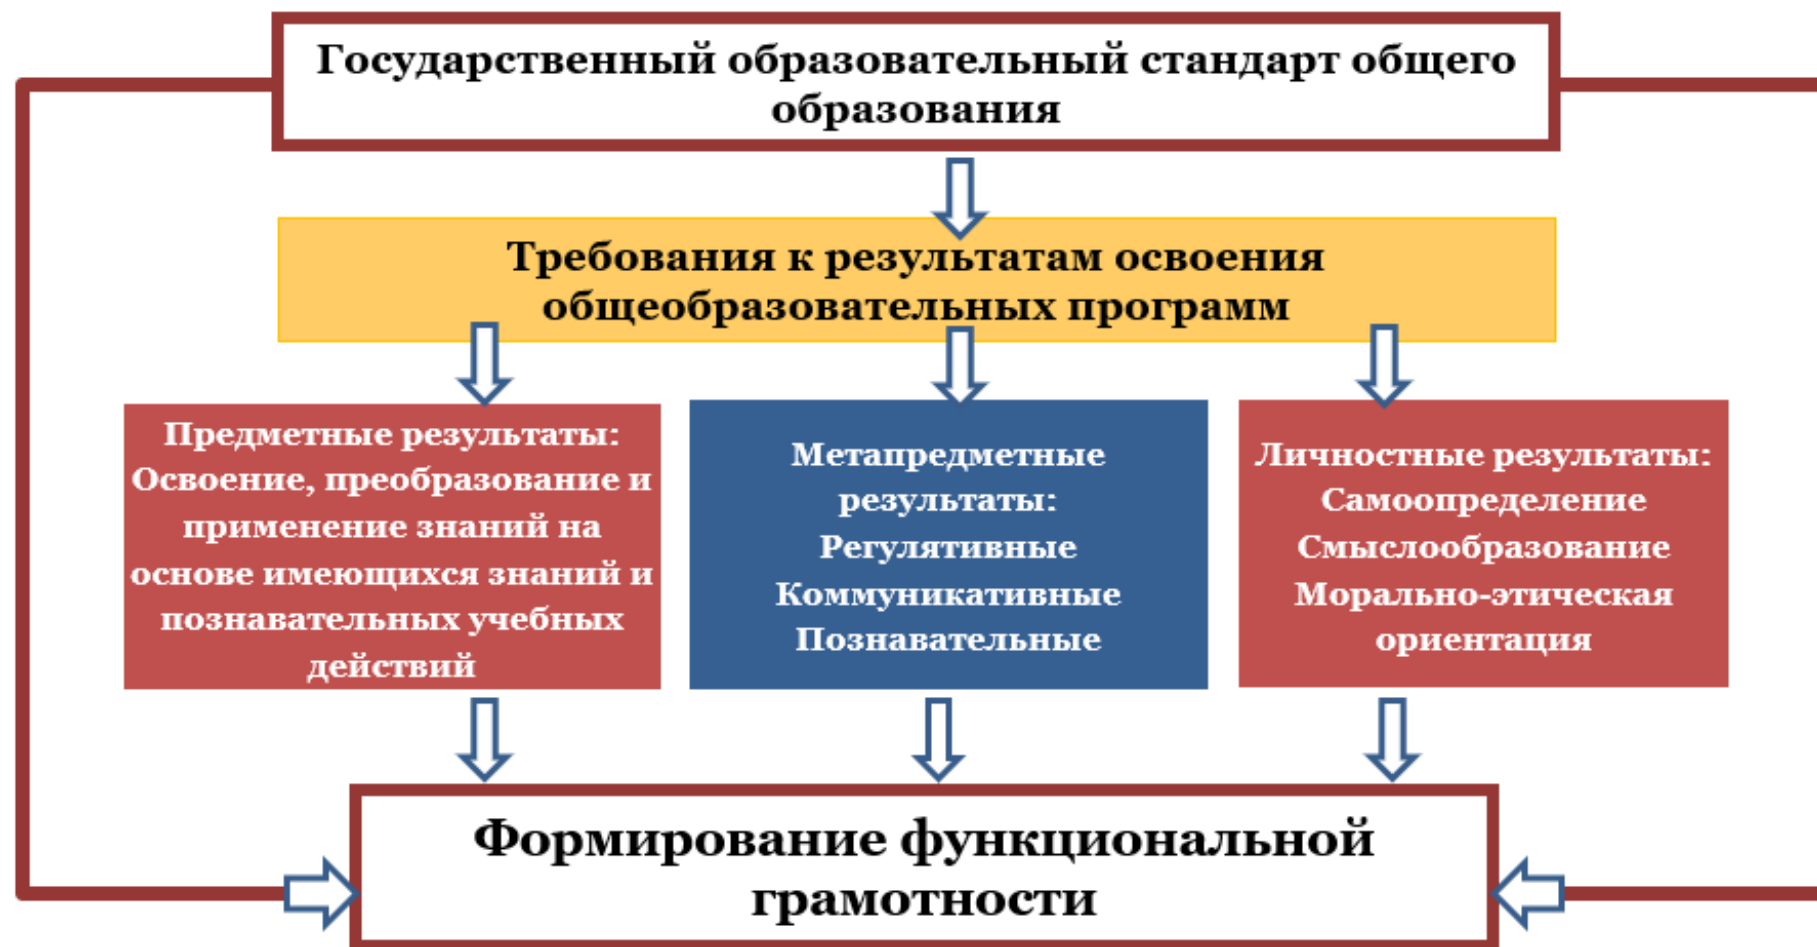 Государственный образовательный стандарт общего
образования
Требования к результатам освоения
общеобразовательных программ
Предметные результаты:
Освоение, преобразование и
применение знаний на
основе имеющихся знаний и
познавательных учебных
действий
Метапредметные
результаты:
Регулятивные
Коммуникативные
Познавательные
Личностные результаты:
Самоопределение
Смыслообразование
Морально-этическая
ориентация
Формирование функциональной
грамотности